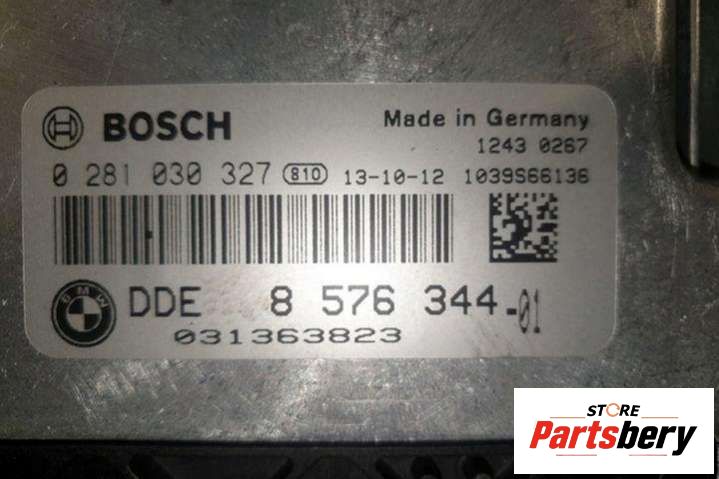 BOSCH
Made in Germany
1243 0267
0 281 030 327 810 13-10-12 1039S66136
BMW DDE 8 576 344-01
031363823
STORE
Partsbery